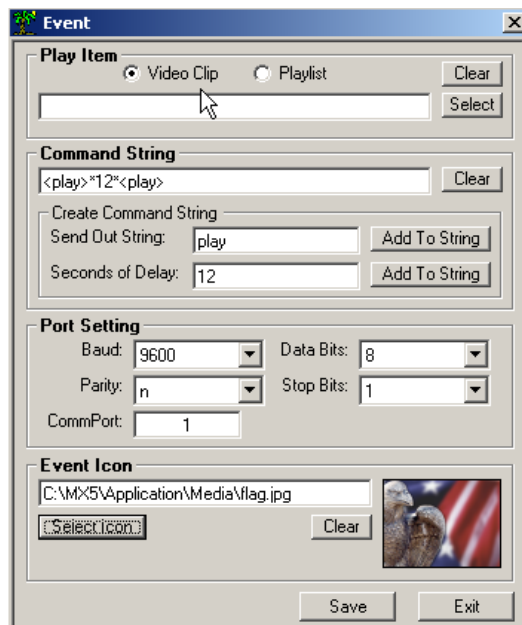 Event
Play Item
Video Clip Playlist Clear
Select
Command String
<play>*12*<play> Clear
Create Command String
Send Out String: play Add To String
Seconds of Delay: 12 Add To String
Port Setting
Baud: 9600 Data Bits: 8
Parity: n Stop Bits: 1
CommPort: 1
Event Icon
C:\MX5\Application\Media\flag.jpg
Select Icon Clear
Save Exit